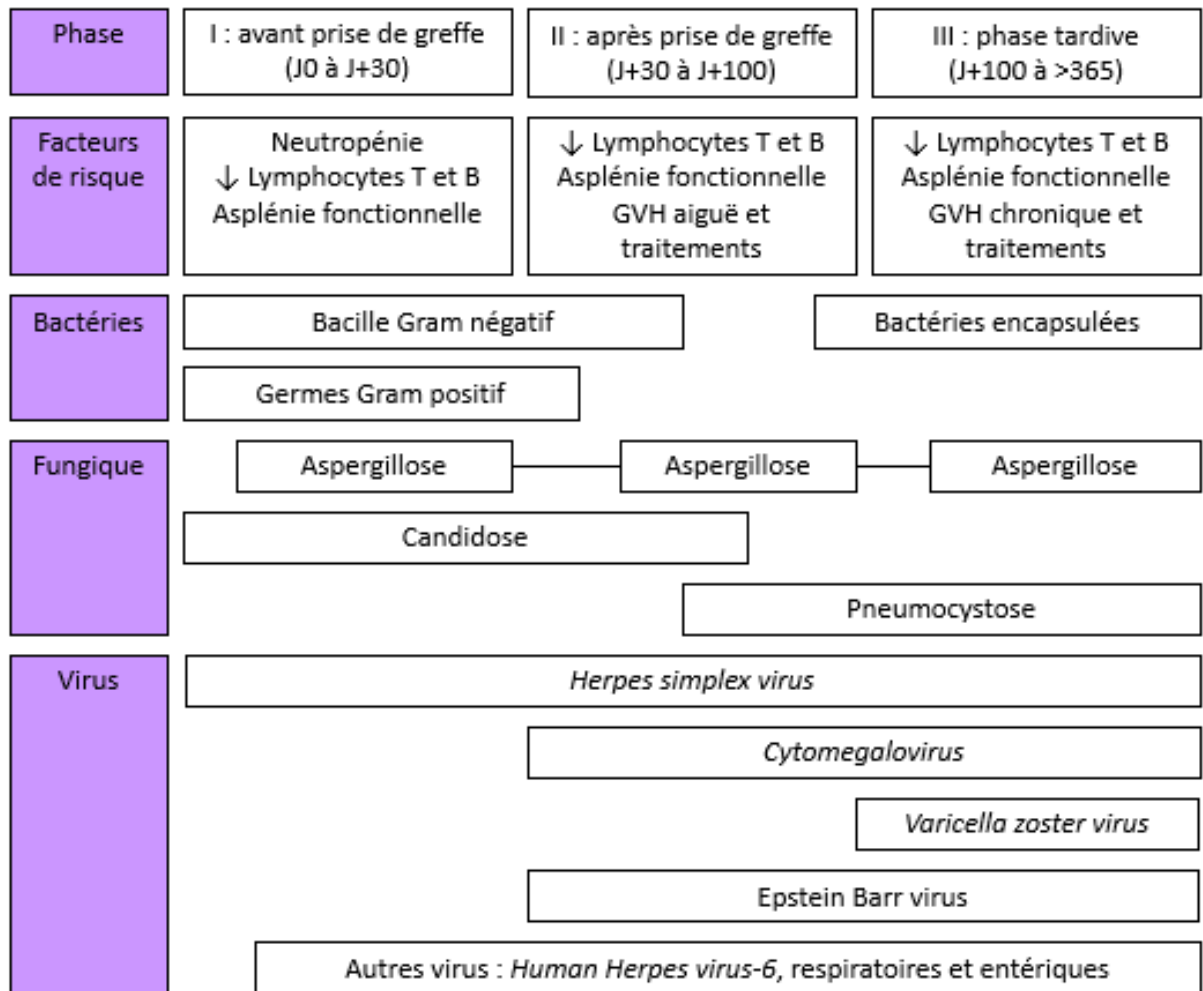 Phase
I : avant prise de greffe
(J0 à J+30)
II : après prise de greffe
(J+30 à J+100)
III : phase tardive
(J+100 à >365)
Facteurs
de risque
Neutropénie
↓ Lymphocytes T et B
Asplénie fonctionnelle
↓ Lymphocytes T et B
Asplénie fonctionnelle
GVH aiguë et
traitements
↓ Lymphocytes T et B
Asplénie fonctionnelle
GVH chronique et
traitements
Bactéries
Bacille Gram négatif
Bactéries encapsulées
Germes Gram positif
Fungique
Aspergillose
Aspergillose
Aspergillose
Candidose
Pneumocystose
Virus
Herpes simplex virus
Cytomegalovirus
Varicella zoster virus
Epstein Barr virus
Autres virus : Human Herpes virus-6, respiratoires et entériques